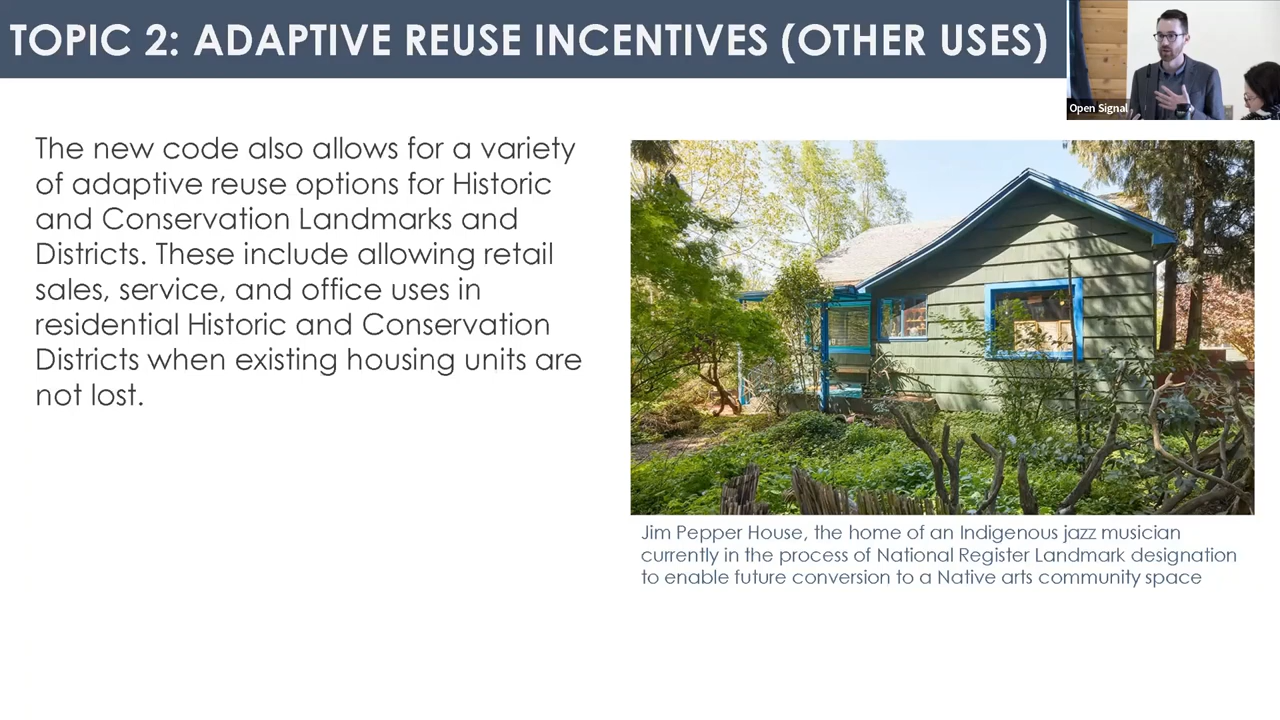 TOPIC 2: ADAPTIVE REUSE INCENTIVES (OTHER USES)
Open Signal
The new code also allows for a variety
of adaptive reuse options for Historic
and Conservation Landmarks and
Districts. These include allowing retail
sales, service, and office uses in
residential Historic and Conservation
Districts when existing housing units are
not lost.
Jim Pepper House, the home of an Indigenous jazz musician
currently in the process of National Register Landmark designation
to enable future conversion to a Native arts community space